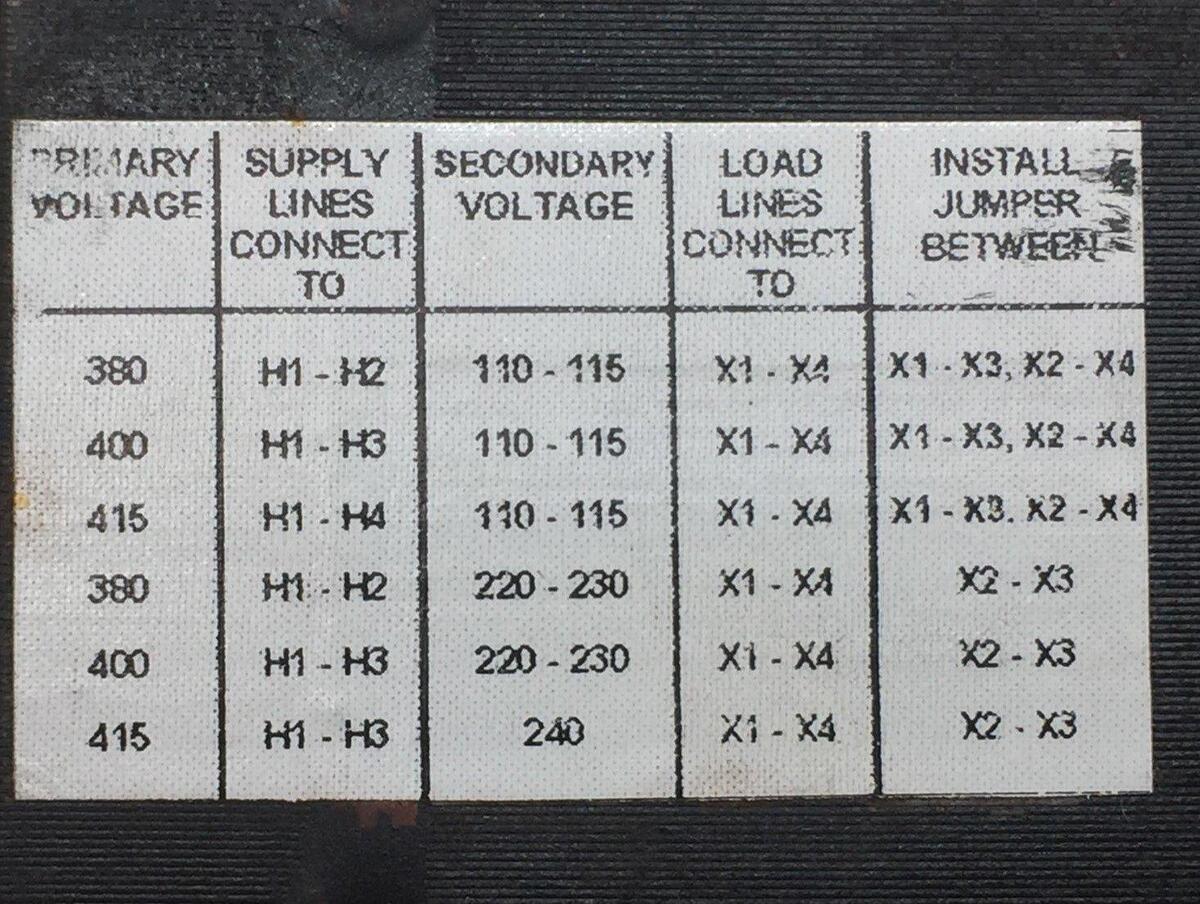 PRIMARY SUPPLY SECONDARY LOAD INSTALL
VOLTAGE LINES VOLTAGE LINES JUMPER
CONNECT CONNECT BETWEEN
TO TO
380 H1 - H2 110 - 115 X1 - X4 X1 - X3, X2 - X4
400 H1 - H3 110 - 115 X1 - X4 X1 - X3, X2 - X4
415 H1 - H4 110 - 115 X1 - X4 X1 - X3. X2 - X4
380 H1 - H2 220 - 230 X1 - X4 X2 - X3
400 H1 - H3 220 - 230 X1 - X4 X2 - X3
415 H1 - H3 240 X1 - X4 X2 - X3